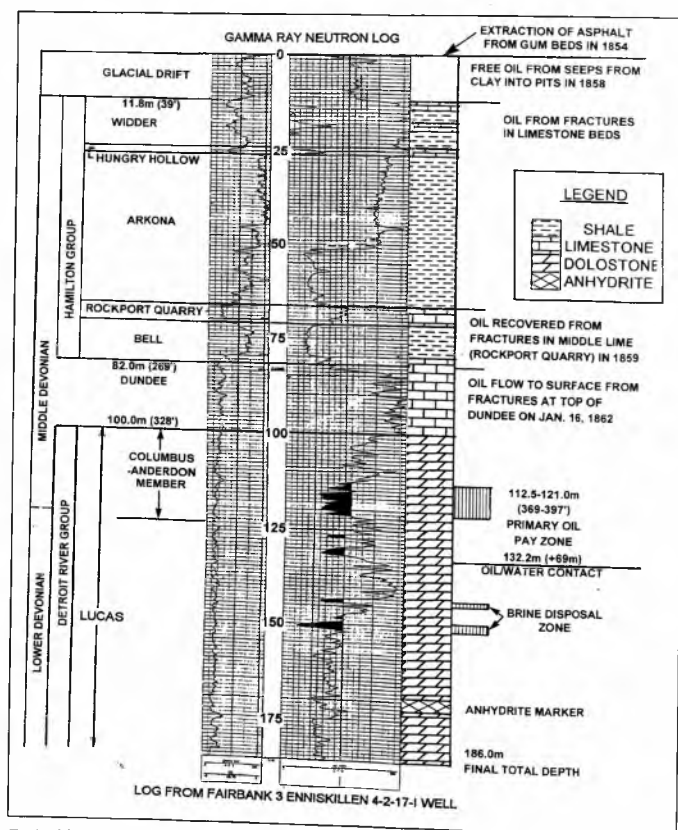 GAMMA RAY NEUTRON LOG
EXTRACTION OF ASPHALT
FROM GUM BEDS IN 1854
FREE OIL FROM SEEPS FROM
CLAY INTO PITS IN 1858
OIL FROM FRACTURES
IN LIMESTONE BEDS
LEGEND
SHALE
LIMESTONE
DOLOSTONE
ANHYDRITE
OIL RECOVERED FROM
FRACTURES IN MIDDLE LIME
(ROCKPORT QUARRY) IN 1859
OIL FLOW TO SURFACE FROM
FRACTURES AT TOP OF
DUNDEE ON JAN. 16, 1862
112.5-121.0m
(369-397')
PRIMARY OIL
PAY ZONE
132.2m (+69m)
OIL/WATER CONTACT
BRINE DISPOSAL
ZONE
ANHYDRITE MARKER
186.0m
FINAL TOTAL DEPTH
0
25
50
75
100
125
150
175
GLACIAL DRIFT
11.8m (39')
WIDDER
HUNGRY HOLLOW
ARKONA
ROCKPORT QUARRY
BELL
82.0m (269')
DUNDEE
100.0m (328')
COLUMBUS
-ANDERDON
MEMBER
LUCAS
HAMILTON GROUP
DETROIT RIVER GROUP
MIDDLE DEVONIAN
LOWER DEVONIAN
LOG FROM FAIRBANK 3 ENNISKILLEN 4-2-17-I WELL